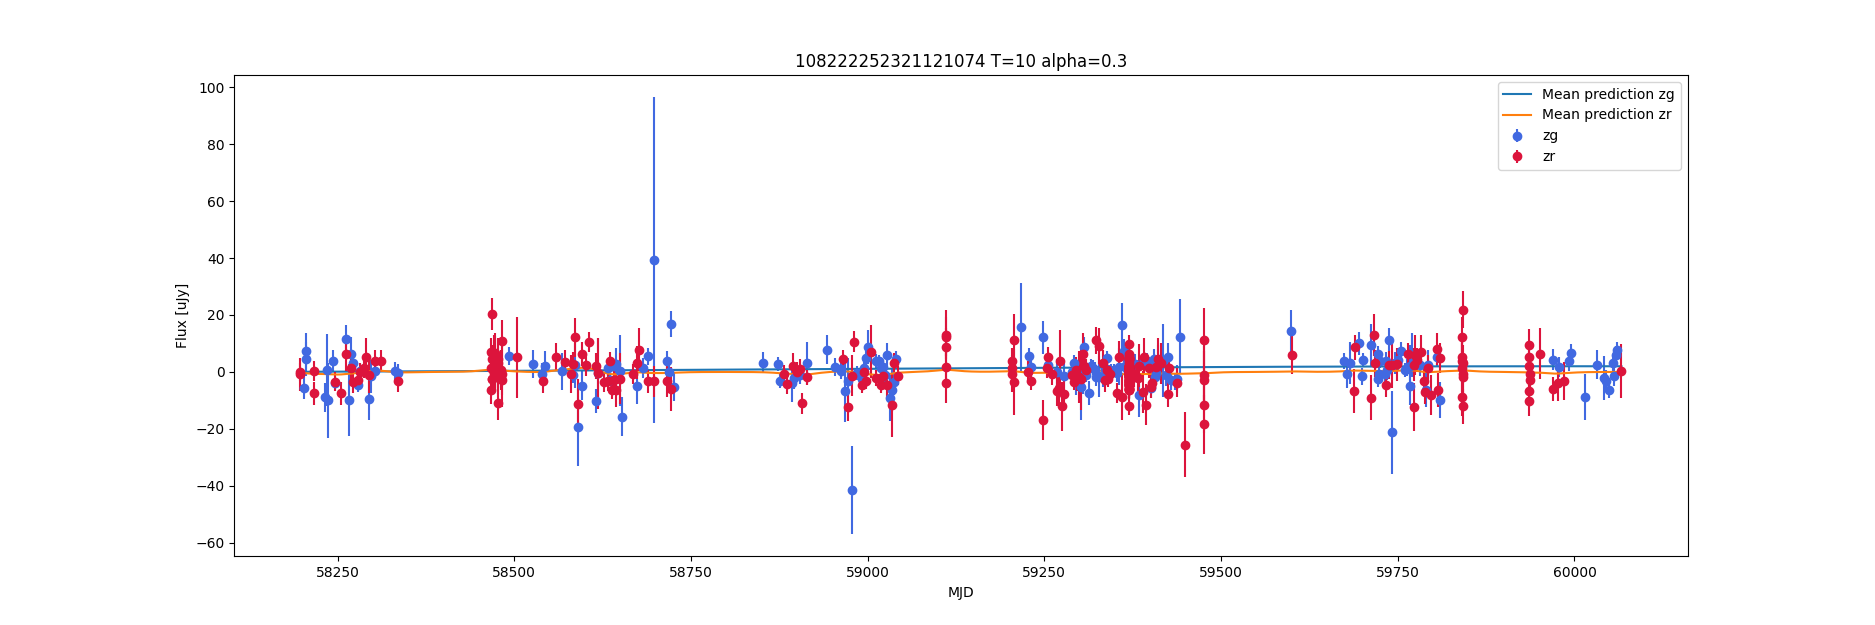 108222252321121074 T=10 alpha=0.3
100
80
60
40
20
0
−20
−40
−60
Flux [uJy]
58250 58500 58750 59000 59250 59500 59750 60000
MJD
Mean prediction zg
Mean prediction zr
zg
zr